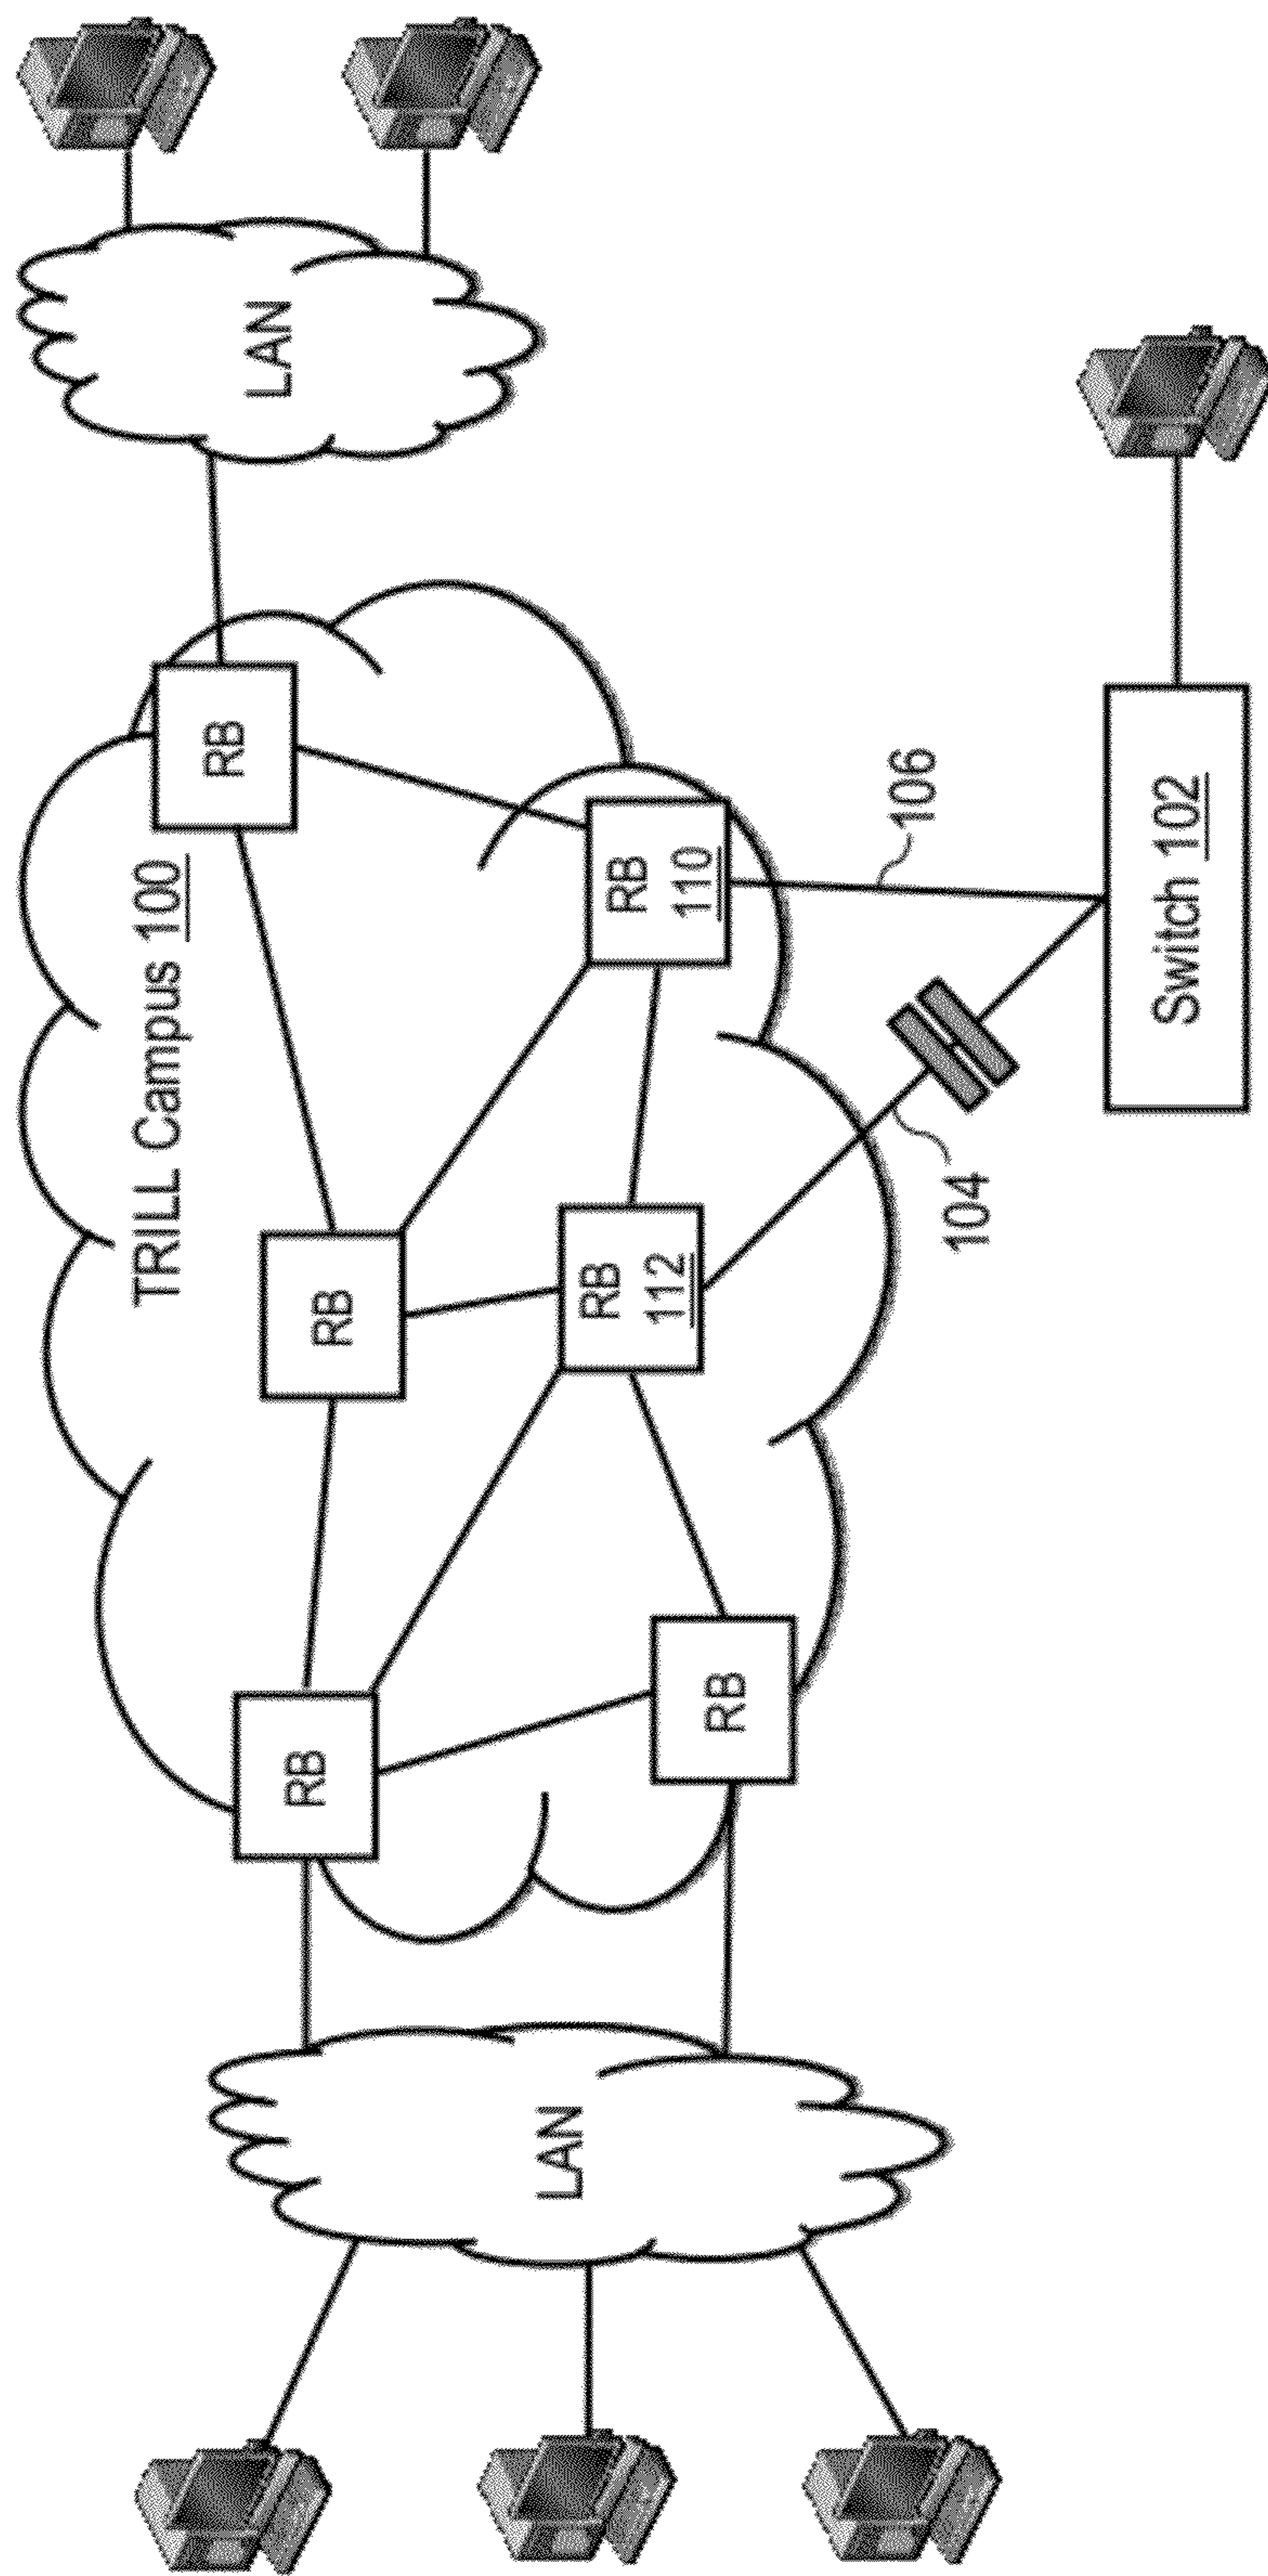 TRILL Campus 100
RB
LAN
RB
RB
LAN
RB
112
RB
110
RB
106
104
Switch 102